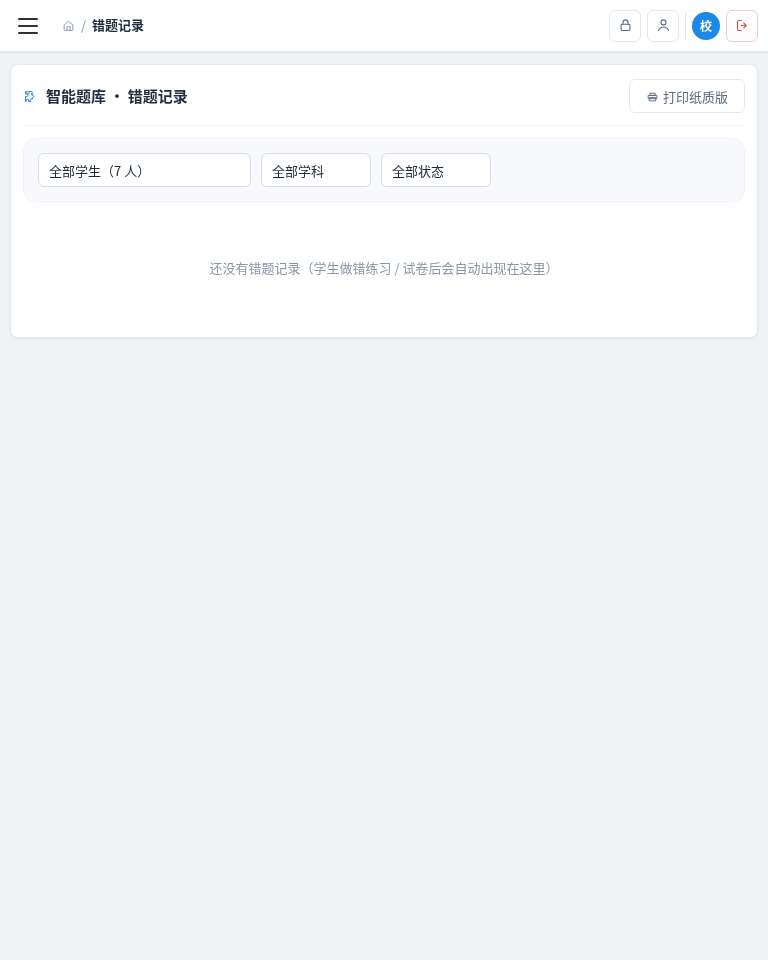 / 错题记录
校
智能题库 · 错题记录
打印纸质版
全部学生（7 人）
全部学科
全部状态
还没有错题记录（学生做错练习 / 试卷后会自动出现在这里）